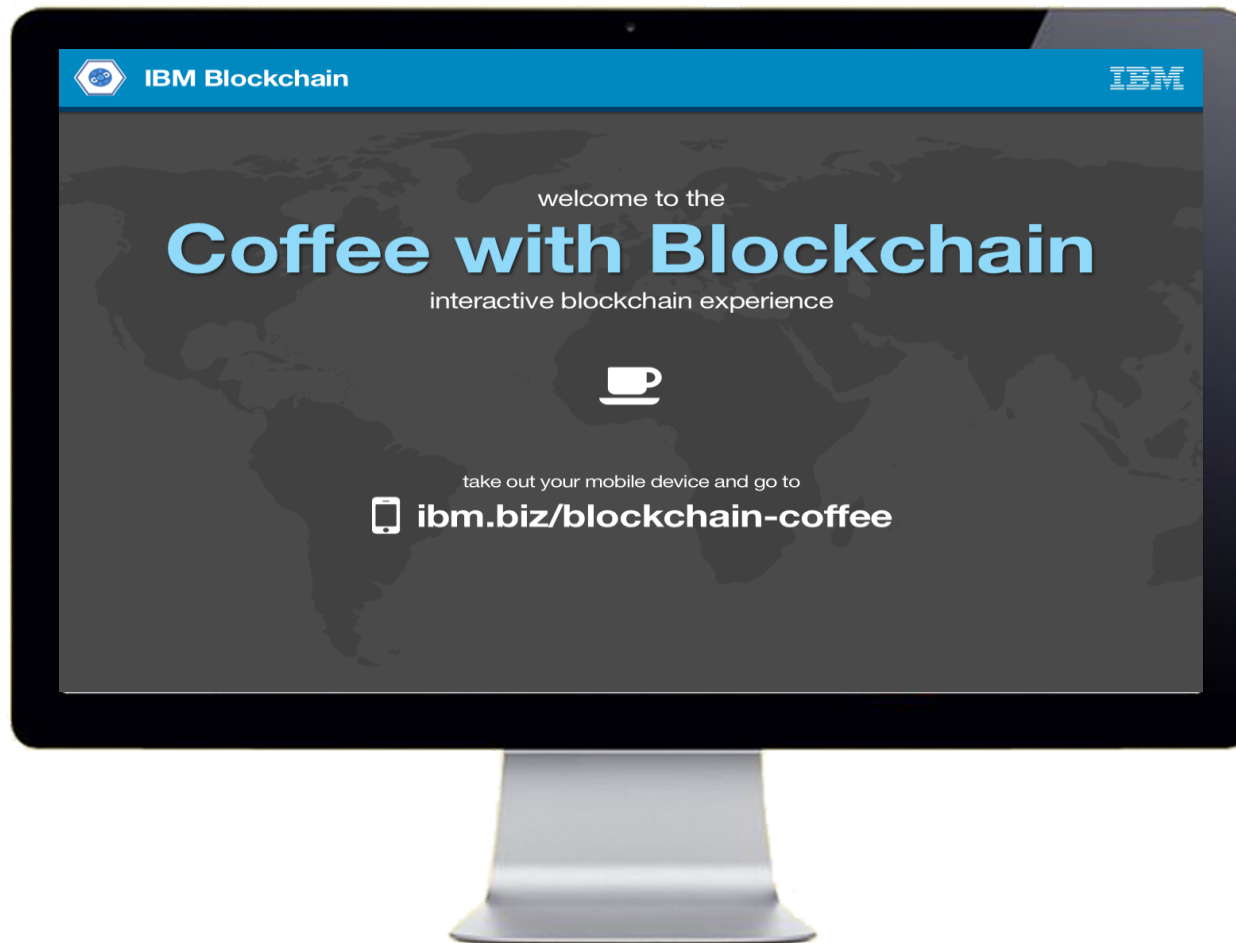 IBM Blockchain
IBM
welcome to the
Coffee with Blockchain
interactive blockchain experience
take out your mobile device and go to
ibm.biz/blockchain-coffee